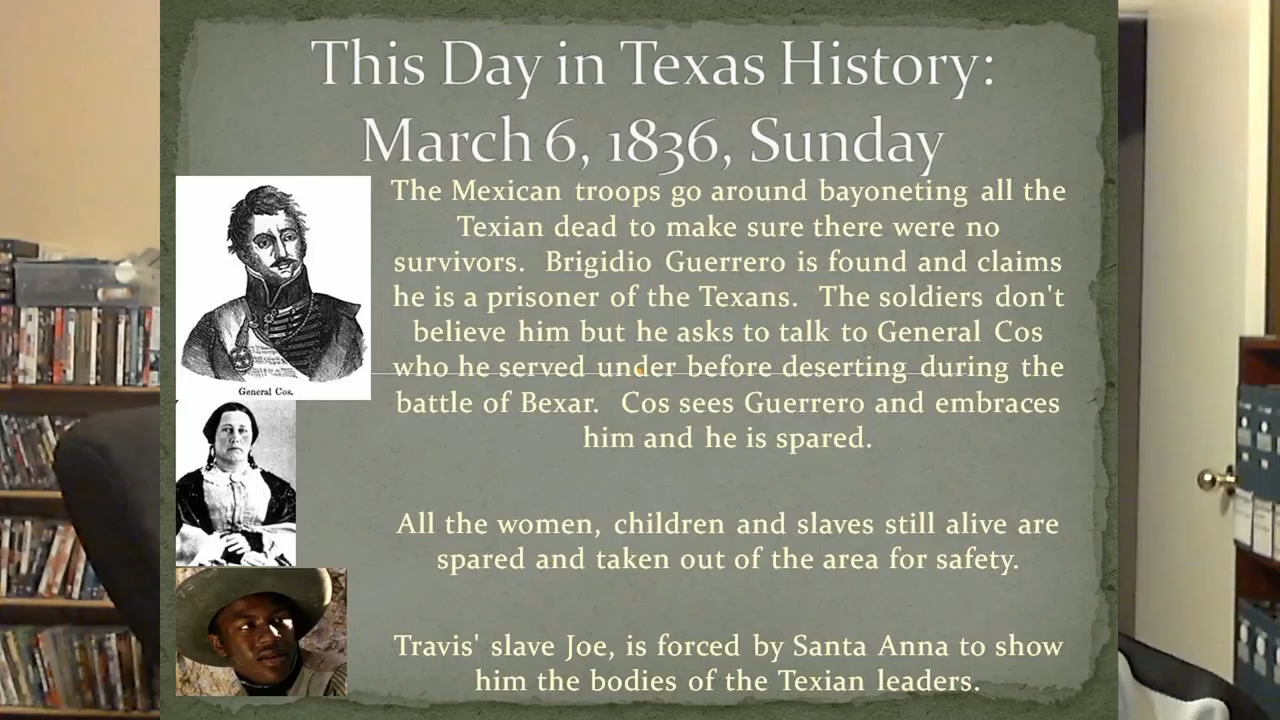 This Day in Texas History:
March 6, 1836, Sunday
The Mexican troops go around bayoneting all the
Texian dead to make sure there were no
survivors. Brigidio Guerrero is found and claims
he is a prisoner of the Texans. The soldiers don't
believe him but he asks to talk to General Cos
who he served under before deserting during the
battle of Bexar. Cos sees Guerrero and embraces
him and he is spared.
General Cos.
All the women, children and slaves still alive are
spared and taken out of the area for safety.
Travis' slave Joe, is forced by Santa Anna to show
him the bodies of the Texian leaders.